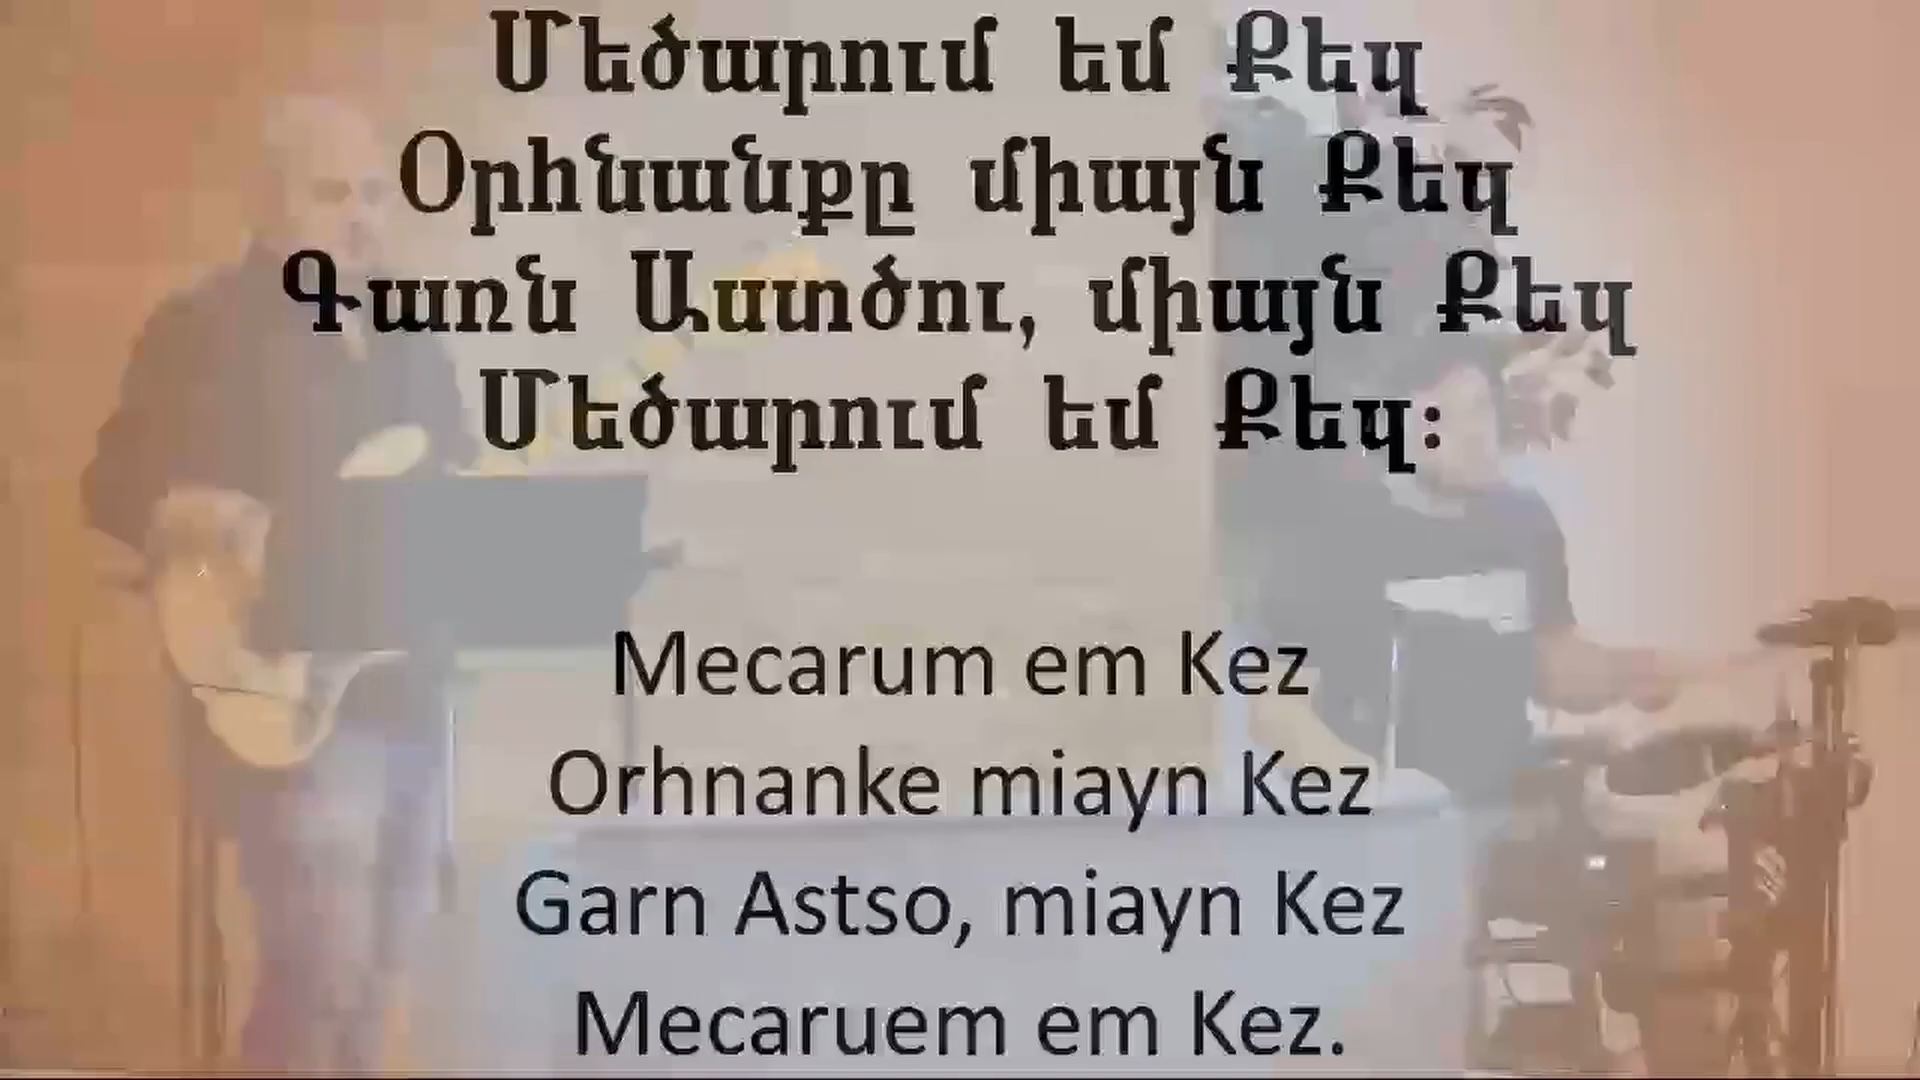 Մեծարում եմ Քեզ
Օրհնանքը միայն Քեզ
Գառն Աստծու, միայն Քեզ
Մեծարում եմ Քեզ։
Mecarum em Kez
Orhnanke miayn Kez
Garn Astso, miayn Kez
Mecaruem em Kez.